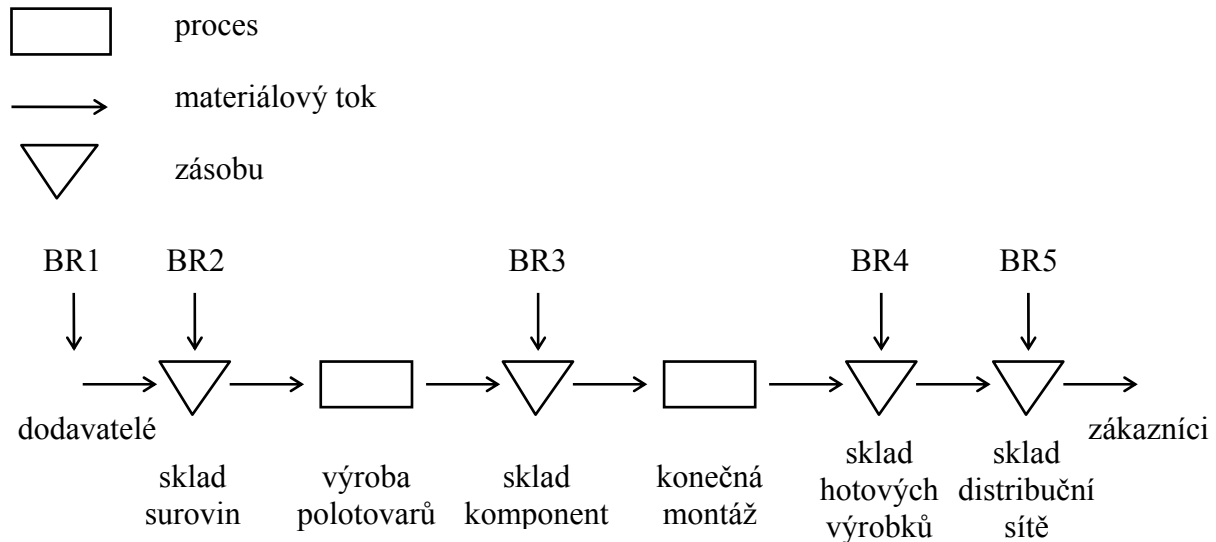 proces
materiálový tok
zásobu
BR1 BR2 BR3 BR4 BR5
dodavatelé
zákazníci
sklad
surovin
výroba
polotovarů
sklad
komponent
konečná
montáž
sklad
hotových
výrobků
sklad
distribuční
sítě